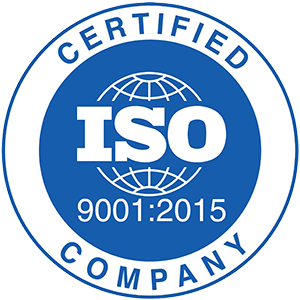 CERTIFIED
ISO
9001:2015
COMPANY